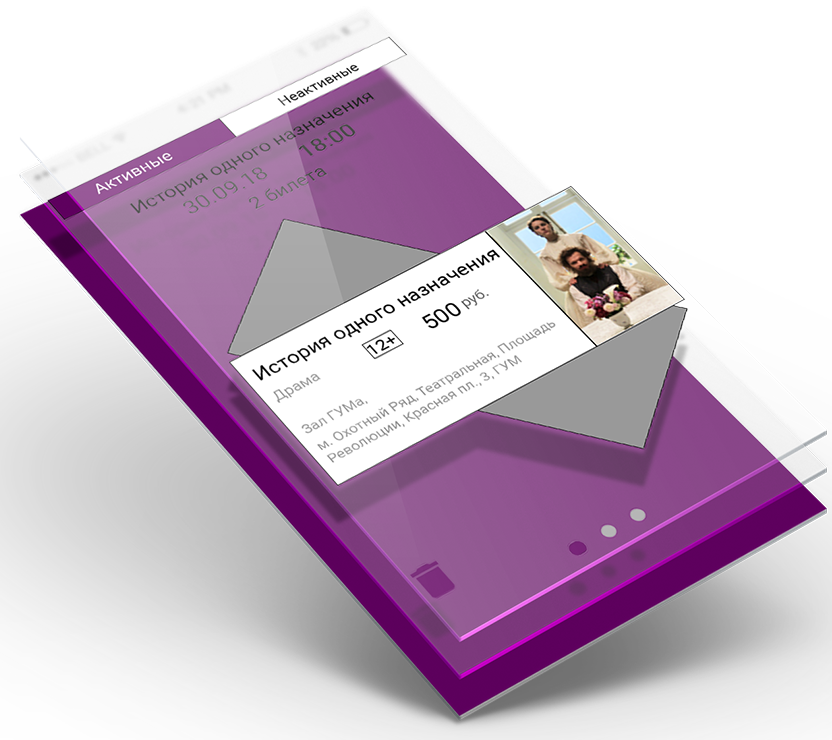 Неактивные
Активные
История одного назначения
30.09.18 18:00
2 билета
История одного назначения
Драма 12+ 500 руб.
Зал ГУМа,
м. Охотный Ряд, Театральная, Площадь
Революции, Красная пл., 3, ГУМ